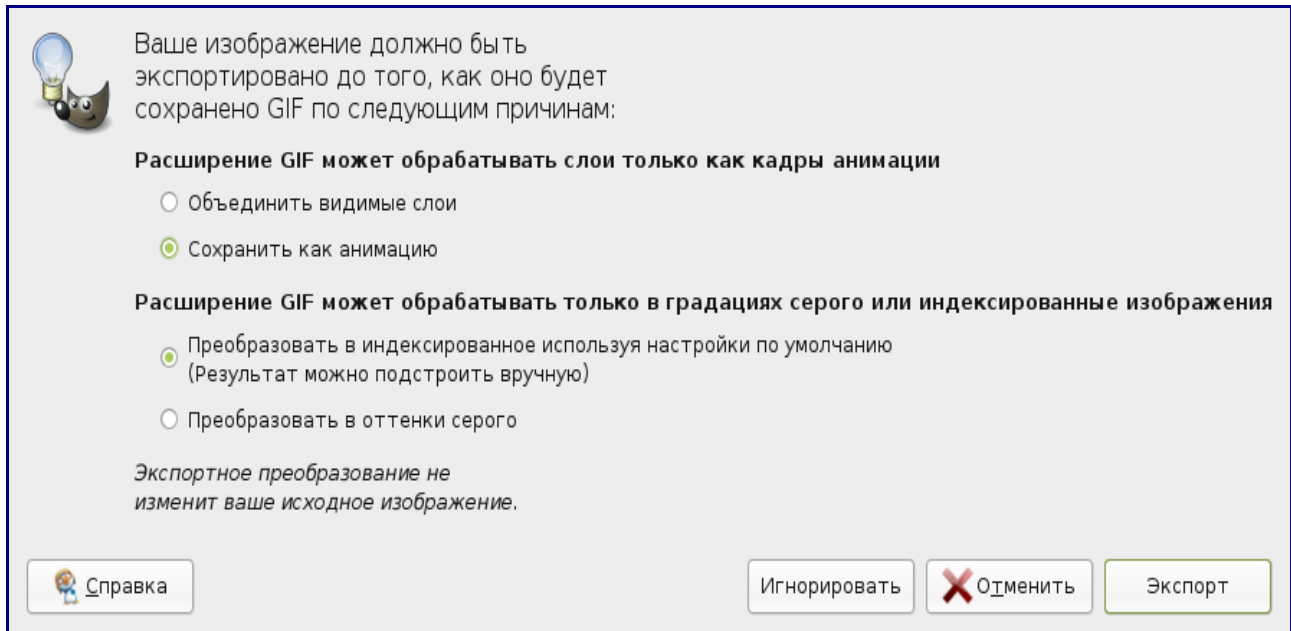 Ваше изображение должно быть
экспортировано до того, как оно будет
сохранено GIF по следующим причинам:
Расширение GIF может обрабатывать слои только как кадры анимации
Объединить видимые слои
Сохранить как анимацию
Расширение GIF может обрабатывать только в градациях серого или индексированные изображения
Преобразовать в индексированное используя настройки по умолчанию
(Результат можно подстроить вручную)
Преобразовать в оттенки серого
Экспортное преобразование не
изменит ваше исходное изображение.
Справка
Игнорировать
Отменить
Экспорт